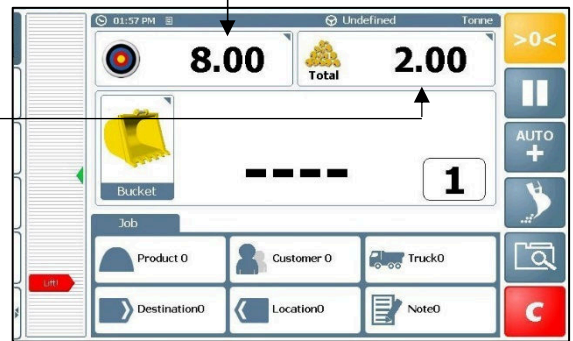 01:57 PM Undefined Tonne
8.00 Total 2.00
>0<
AUTO
+
Bucket ---- 1
Job
Product 0 Customer 0 Truck0
Lift!
Destination0 Location0 Note0
C